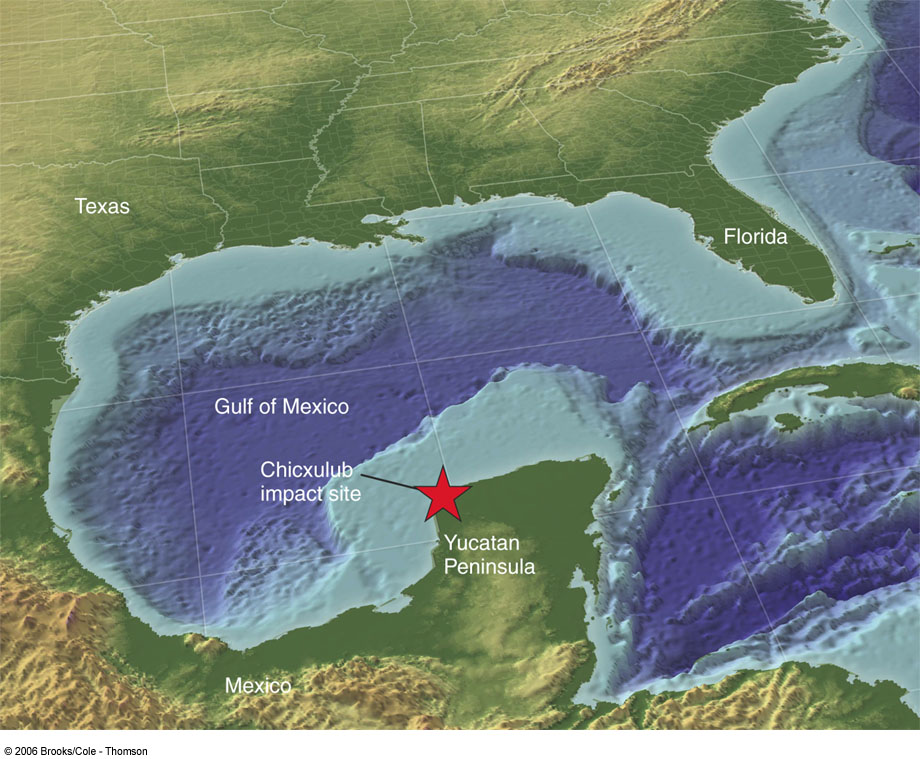 Texas
Florida
Gulf of Mexico
Chicxulub
impact site
Yucatan
Peninsula
Mexico
© 2006 Brooks/Cole - Thomson